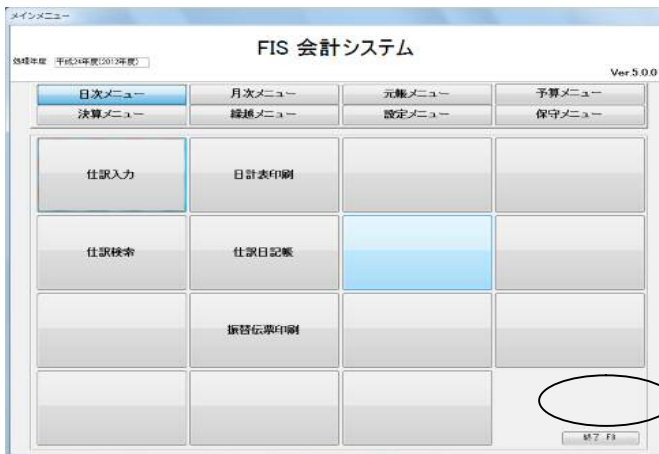 メインメニュー
FIS 会計システム
処理年度 平成24年度(2012年度)
Ver.5.0.0
日次メニュー 月次メニュー 元帳メニュー 予算メニュー
決算メニュー 繰越メニュー 設定メニュー 保守メニュー
仕訳入力 日計表印刷
仕訳検索 仕訳日記帳
振替伝票印刷
終了 F8